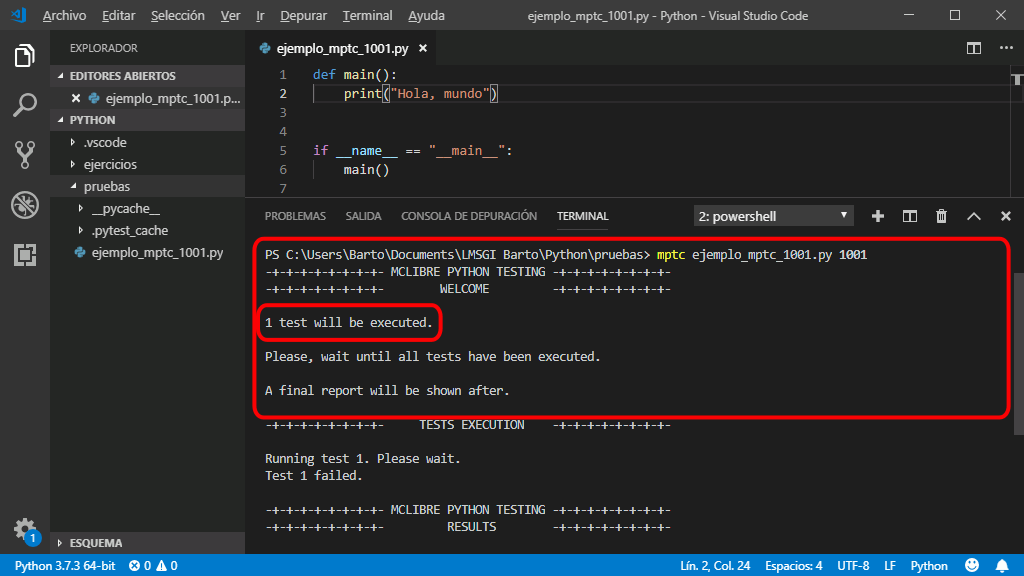 Archivo Editar Selección Ver Ir Depurar Terminal Ayuda ejemplo_mptc_1001.py - Python - Visual Studio Code
EXPLORADOR
EDITORES ABIERTOS
ejemplo_mptc_1001.p...
PYTHON
.vscode
ejercicios
pruebas
__pycache__
.pytest_cache
ejemplo_mptc_1001.py
ESQUEMA
ejemplo_mptc_1001.py
1 def main():
2 print("Hola, mundo")
3
4
5 if __name__ == "__main__":
6 main()
7
PROBLEMAS SALIDA CONSOLA DE DEPURACIÓN TERMINAL 2: powershell
PS C:\Users\Barto\Documents\LMSGI Barto\Python\pruebas> mptc ejemplo_mptc_1001.py 1001
-+-+-+-+-+-+-+-+- MCLIBRE PYTHON TESTING -+-+-+-+-+-+-+-+-
-+-+-+-+-+-+-+-+- WELCOME -+-+-+-+-+-+-+-+-
1 test will be executed.
Please, wait until all tests have been executed.
A final report will be shown after.
-+-+-+-+-+-+-+-+- TESTS EXECUTION -+-+-+-+-+-+-+-+-
Running test 1. Please wait.
Test 1 failed.
-+-+-+-+-+-+-+-+- MCLIBRE PYTHON TESTING -+-+-+-+-+-+-+-+-
-+-+-+-+-+-+-+-+- RESULTS -+-+-+-+-+-+-+-+-
1
Python 3.7.3 64-bit 0 0 Lín. 2, Col. 24 Espacios: 4 UTF-8 LF Python